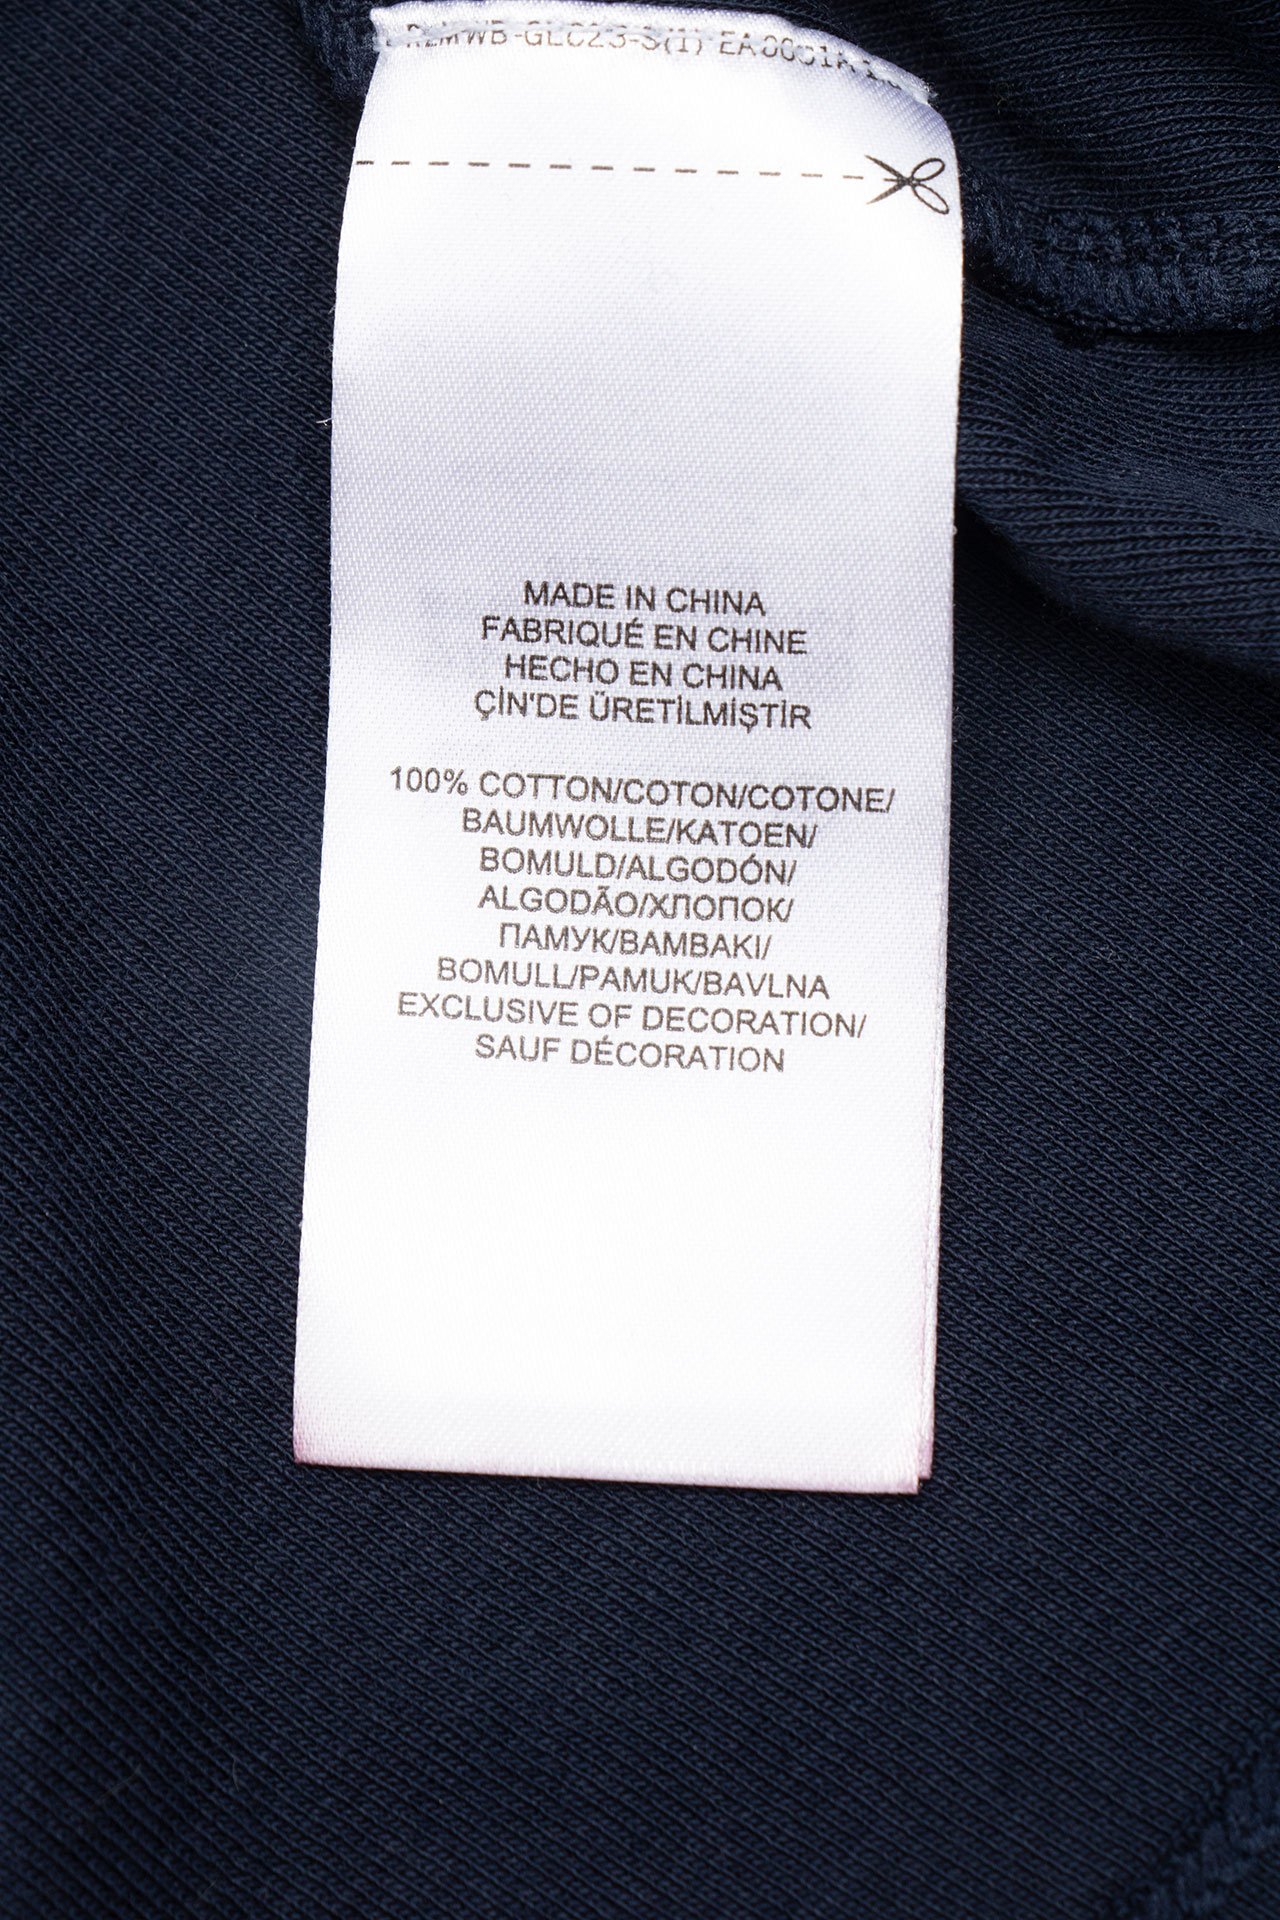 MADE IN CHINA
FABRIQUÉ EN CHINE
HECHO EN CHINA
ÇİN'DE ÜRETİLMİŞTİR
100% COTTON/COTON/COTONE/
BAUMWOLLE/KATOEN/
BOMULD/ALGODÓN/
ALGODÃO/ХЛОПОК/
ПАМУК/BAMBAKI/
BOMULL/PAMUK/BAVLNA
EXCLUSIVE OF DECORATION/
SAUF DÉCORATION